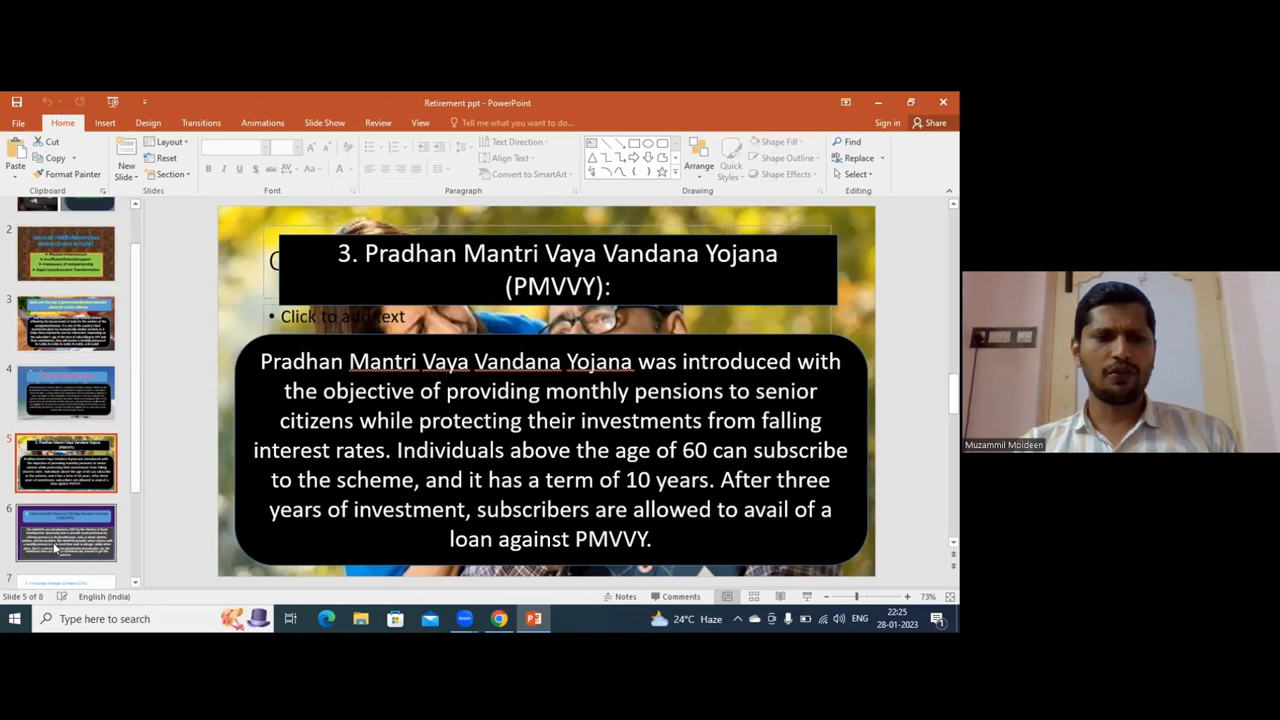 Retirement ppt - PowerPoint
File Home Insert Design Transitions Animations Slide Show Review View Tell me what you want to do... Sign in Share
Paste Cut Copy Format Painter
New Slide Layout Reset Section
Text Direction Align Text Convert to SmartArt
Arrange Quick Styles Shape Fill Shape Outline Shape Effects
Find Replace Select
Clipboard Slides Font Paragraph Drawing Editing
2
3
4
5
6
7
3. Pradhan Mantri Vaya Vandana Yojana
(PMVVY):
• Click to add text
Pradhan Mantri Vaya Vandana Yojana was introduced with
the objective of providing monthly pensions to senior
citizens while protecting their investments from falling
interest rates. Individuals above the age of 60 can subscribe
to the scheme, and it has a term of 10 years. After three
years of investment, subscribers are allowed to avail of a
loan against PMVVY.
Muzammil Moideen
Slide 5 of 8 English (India) Notes Comments 73%
Type here to search 24°C Haze ENG 22:25
28-01-2023